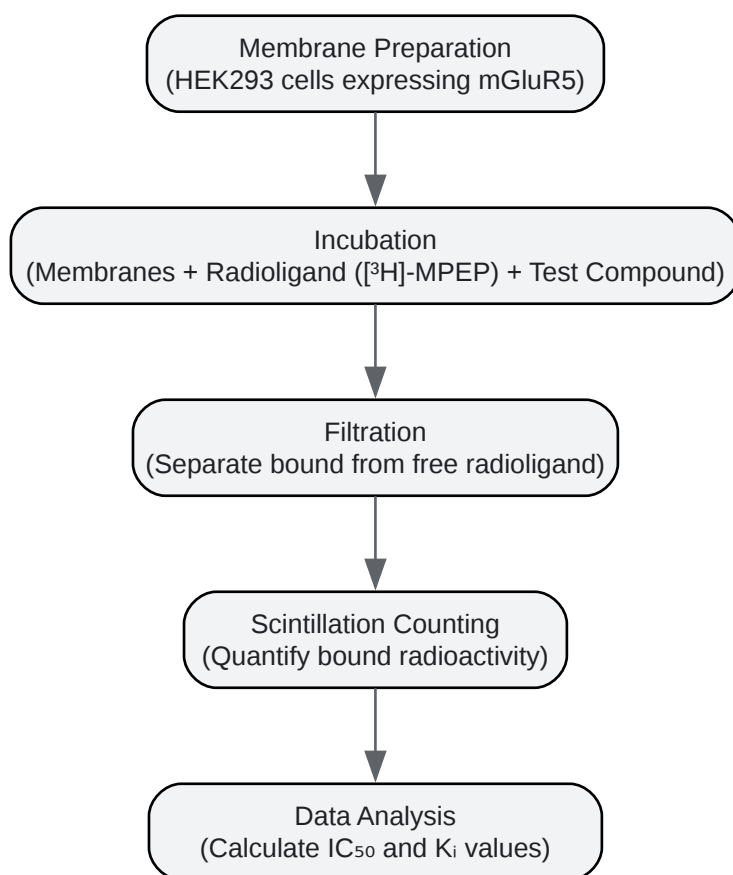 Membrane Preparation
(HEK293 cells expressing mGluR5)
Incubation
(Membranes + Radioligand ([³H]-MPEP) + Test Compound)
Filtration
(Separate bound from free radioligand)
Scintillation Counting
(Quantify bound radioactivity)
Data Analysis
(Calculate IC₅₀ and Kᵢ values)